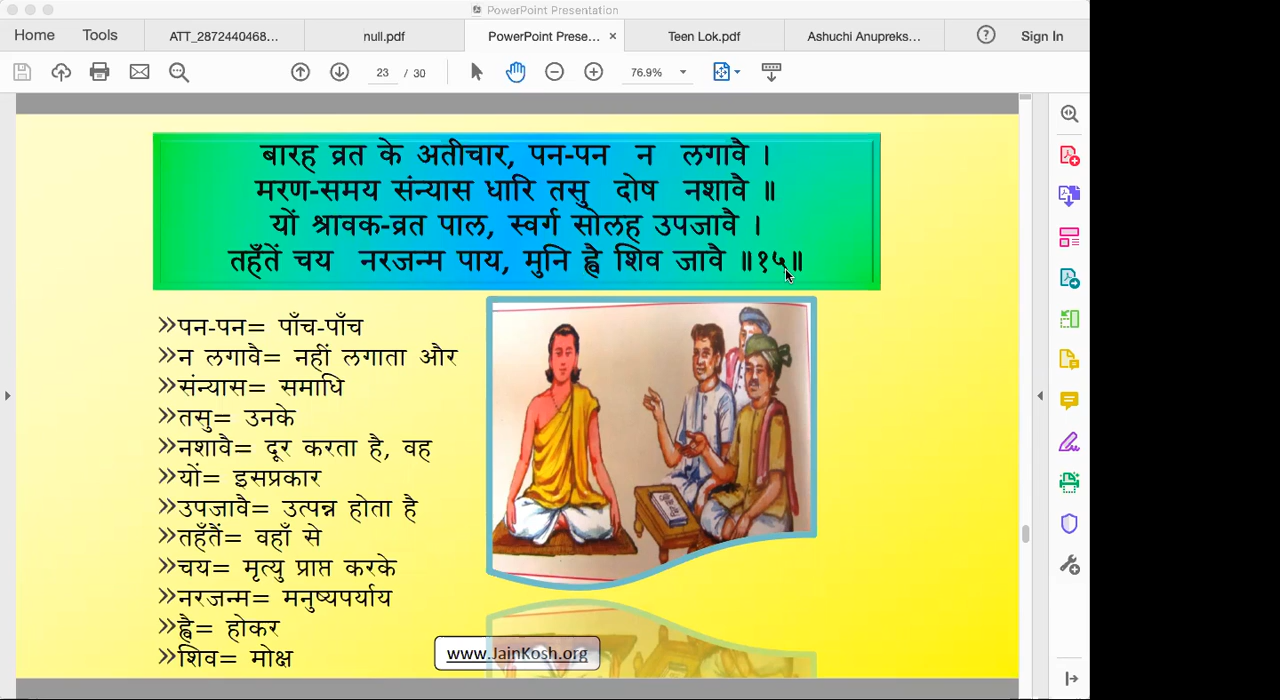 PowerPoint Presentation
Home Tools ATT_2872440468... null.pdf PowerPoint Prese... × Teen Lok.pdf Ashuchi Anupreks... Sign In
23 / 30 76.9%
बारह व्रत के अतीचार, पन-पन न लगावै ।
मरण-समय संन्यास धारि तसु दोष नशावै ॥
यों श्रावक-व्रत पाल, स्वर्ग सोलह उपजावै ।
तहँतें चय नरजन्म पाय, मुनि ह्वै शिव जावै ॥१५॥
»पन-पन= पाँच-पाँच
»न लगावै= नहीं लगाता और
»संन्यास= समाधि
»तसु= उनके
»नशावै= दूर करता है, वह
»यों= इसप्रकार
»उपजावै= उत्पन्न होता है
»तहँतैं= वहाँ से
»चय= मृत्यु प्राप्त करके
»नरजन्म= मनुष्यपर्याय
»ह्वै= होकर
»शिव= मोक्ष
www.JainKosh.org